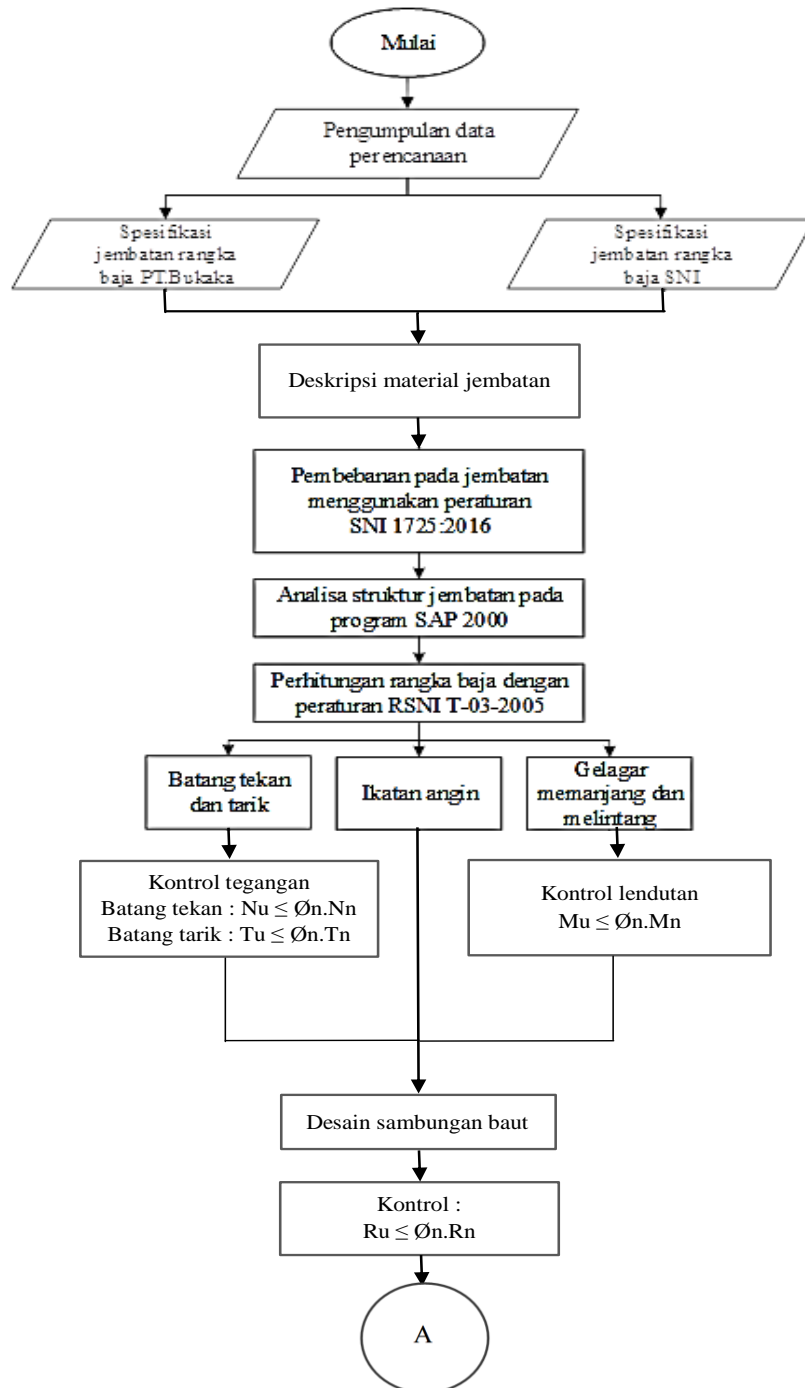 Mulai
Pengumpulan data
perencanaan
Spesifikasi
jembatan rangka
baja PT.Bukaka
Spesifikasi
jembatan rangka
baja SNI
Deskripsi material jembatan
Pembebanan pada jembatan
menggunakan peraturan
SNI 1725:2016
Analisa struktur jembatan pada
program SAP 2000
Perhitungan rangka baja dengan
peraturan RSNI T-03-2005
Batang tekan
dan tarik
Ikatan angin
Gelagar
memanjang dan
melintang
Kontrol tegangan
Batang tekan : Nu ≤ Øn.Nn
Batang tarik : Tu ≤ Øn.Tn
Kontrol lendutan
Mu ≤ Øn.Mn
Desain sambungan baut
Kontrol :
Ru ≤ Øn.Rn
A